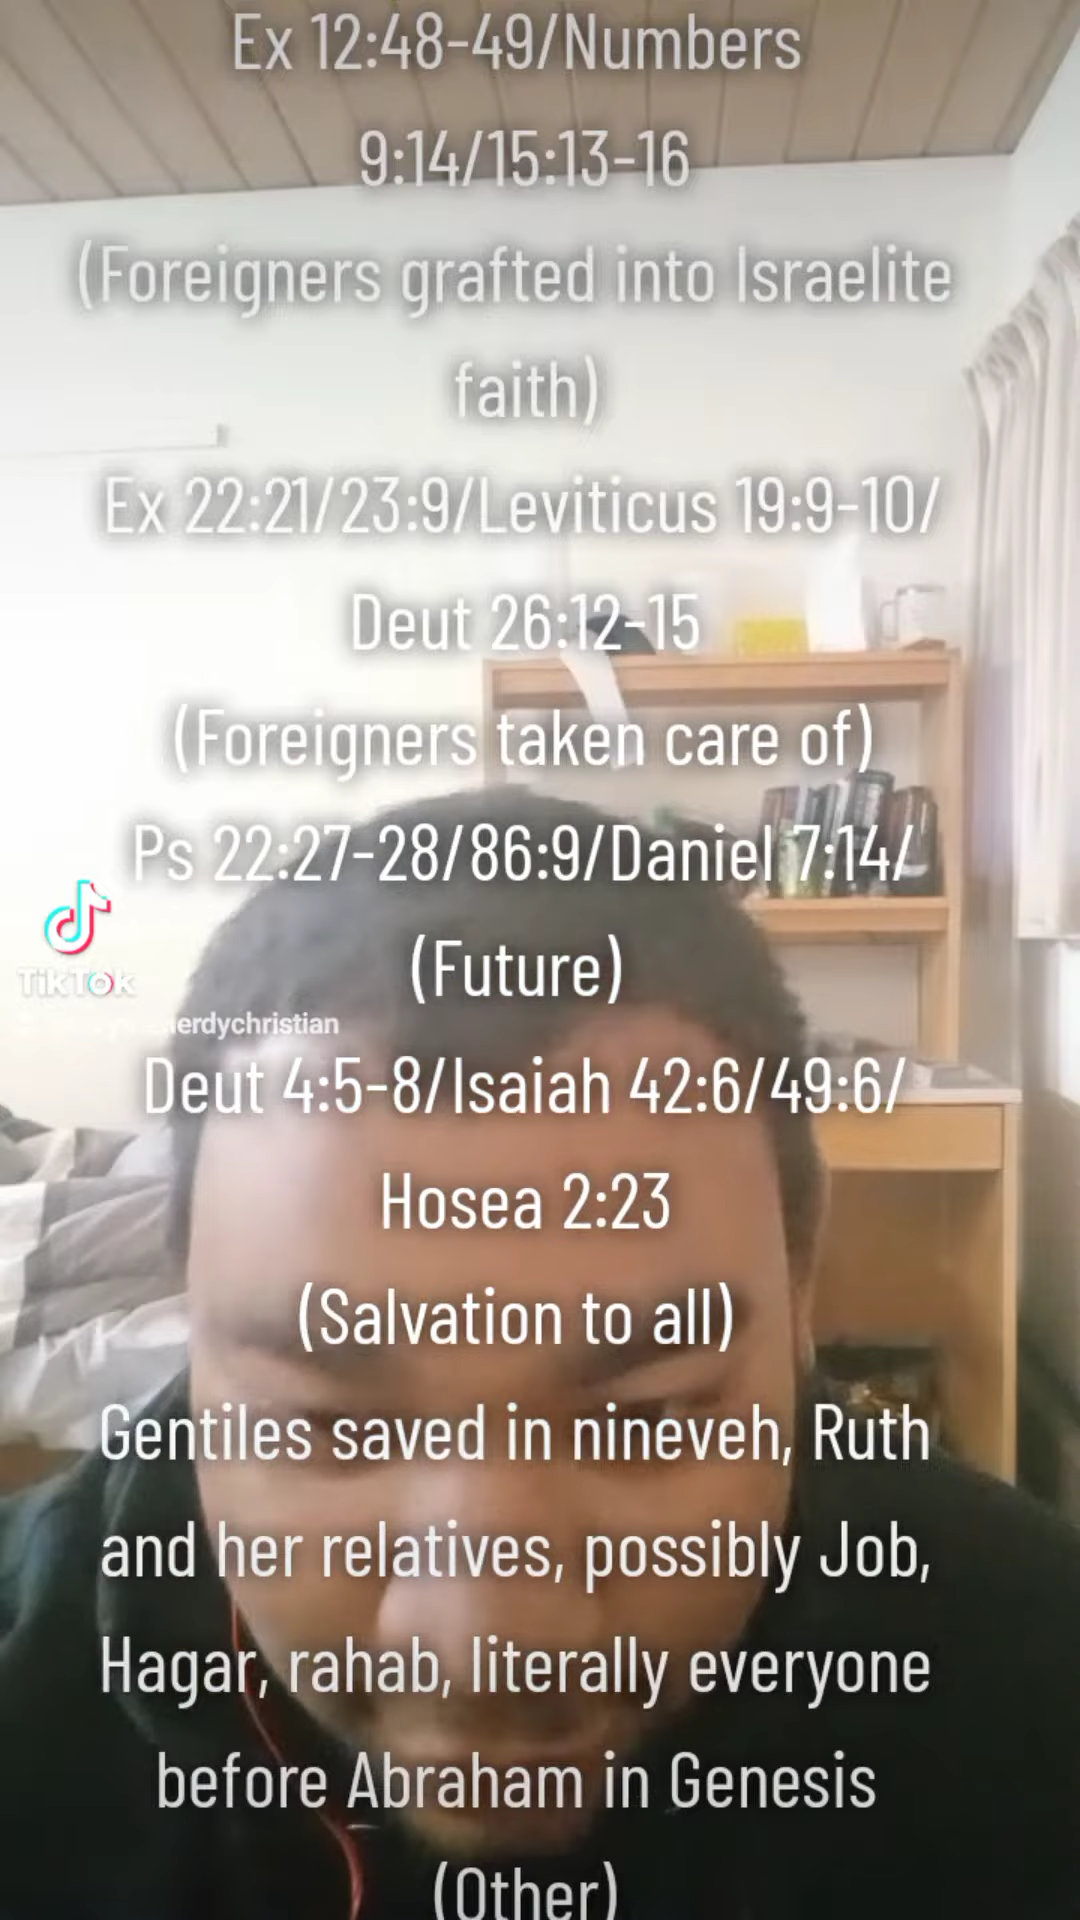 Ex 12:48-49/Numbers
9:14/15:13-16
(Foreigners grafted into Israelite
faith)
Ex 22:21/23:9/Leviticus 19:9-10/
Deut 26:12-15
(Foreigners taken care of)
Ps 22:27-28/86:9/Daniel 7:14/
(Future)
TikTok
Deut 4:5-8/Isaiah 42:6/49:6/
Hosea 2:23
(Salvation to all)
Gentiles saved in nineveh, Ruth
and her relatives, possibly Job,
Hagar, rahab, literally everyone
before Abraham in Genesis
(Other)